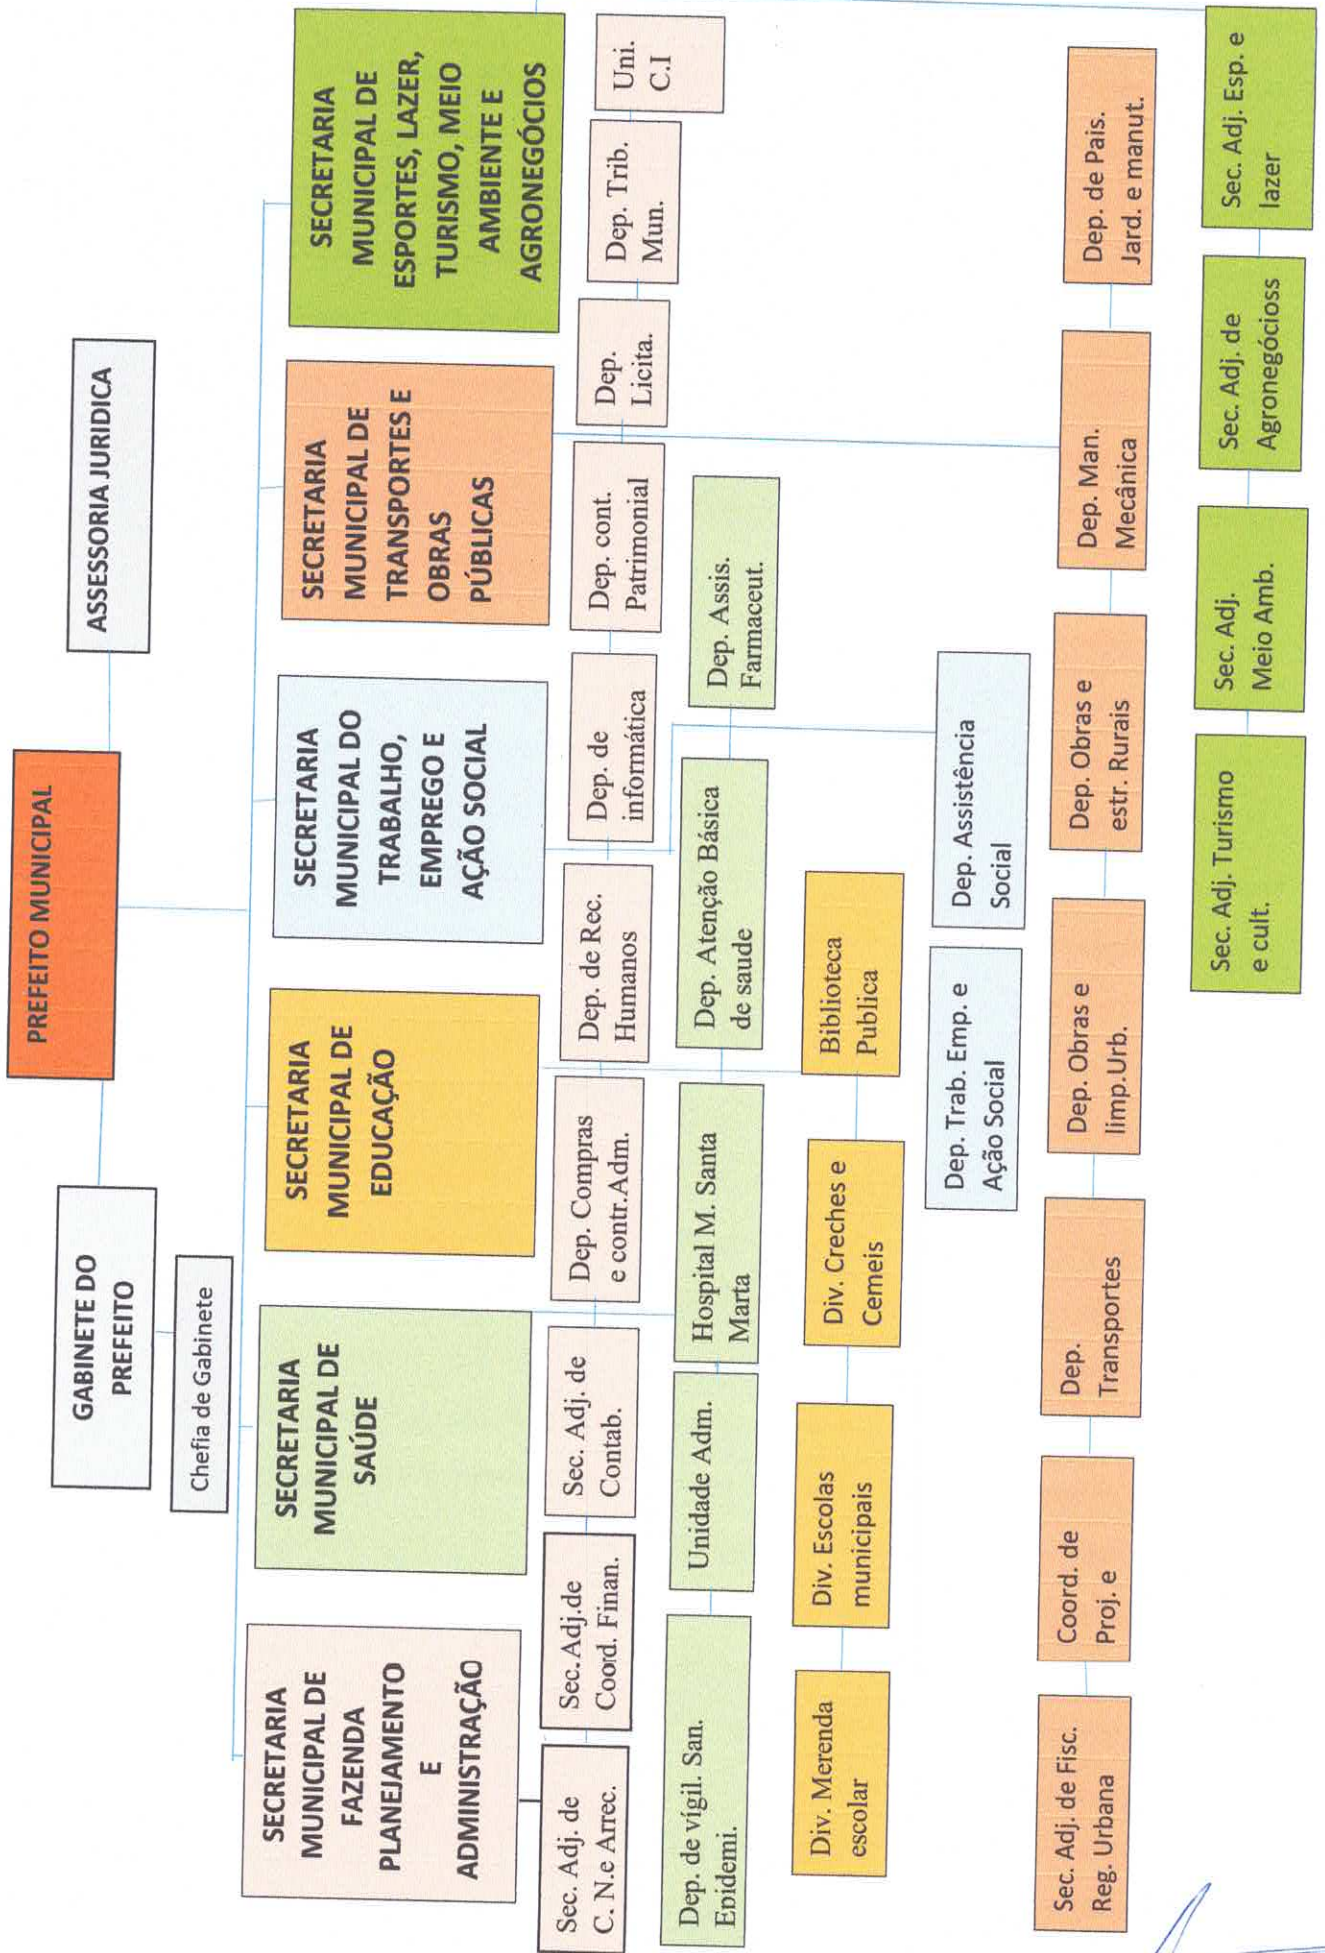 PREFEITO MUNICIPAL
GABINETE DO
PREFEITO
ASSESSORIA JURIDICA
Chefia de Gabinete
SECRETARIA
MUNICIPAL DE
FAZENDA
PLANEJAMENTO
E
ADMINISTRAÇÃO
SECRETARIA
MUNICIPAL DE
SAÚDE
SECRETARIA
MUNICIPAL DE
EDUCAÇÃO
SECRETARIA
MUNICIPAL DO
TRABALHO,
EMPREGO E
AÇÃO SOCIAL
SECRETARIA
MUNICIPAL DE
TRANSPORTES E
OBRAS
PÚBLICAS
SECRETARIA
MUNICIPAL DE
ESPORTES, LAZER,
TURISMO, MEIO
AMBIENTE E
AGRONEGÓCIOS
Sec. Adj. de
C. N.e Arrec.
Sec.Adj.de
Coord. Finan.
Sec. Adj. de
Contab.
Dep. Compras
e contr.Adm.
Dep. de Rec.
Humanos
Dep. de
informática
Dep. cont.
Patrimonial
Dep.
Licita.
Dep. Trib.
Mun.
Uni.
C.I
Dep. de vígil. San.
Epidemi.
Unidade Adm.
Hospital M. Santa
Marta
Dep. Atenção Básica
de saude
Dep. Assis.
Farmaceut.
Div. Merenda
escolar
Div. Escolas
municipais
Div. Creches e
Cemeis
Biblioteca
Publica
Dep. Trab. Emp. e
Ação Social
Dep. Assistência
Social
Sec. Adj. de Fisc.
Reg. Urbana
Coord. de
Proj. e
Dep.
Transportes
Dep. Obras e
limp.Urb.
Dep. Obras e
estr. Rurais
Dep. Man.
Mecânica
Dep. de Pais.
Jard. e manut.
Sec. Adj. Turismo
e cult.
Sec. Adj.
Meio Amb.
Sec. Adj. de
Agronegócioss
Sec. Adj. Esp. e
lazer